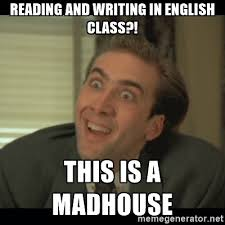 READING AND WRITING IN ENGLISH
CLASS?!
THIS IS A
MADHOUSE
memegenerator.net